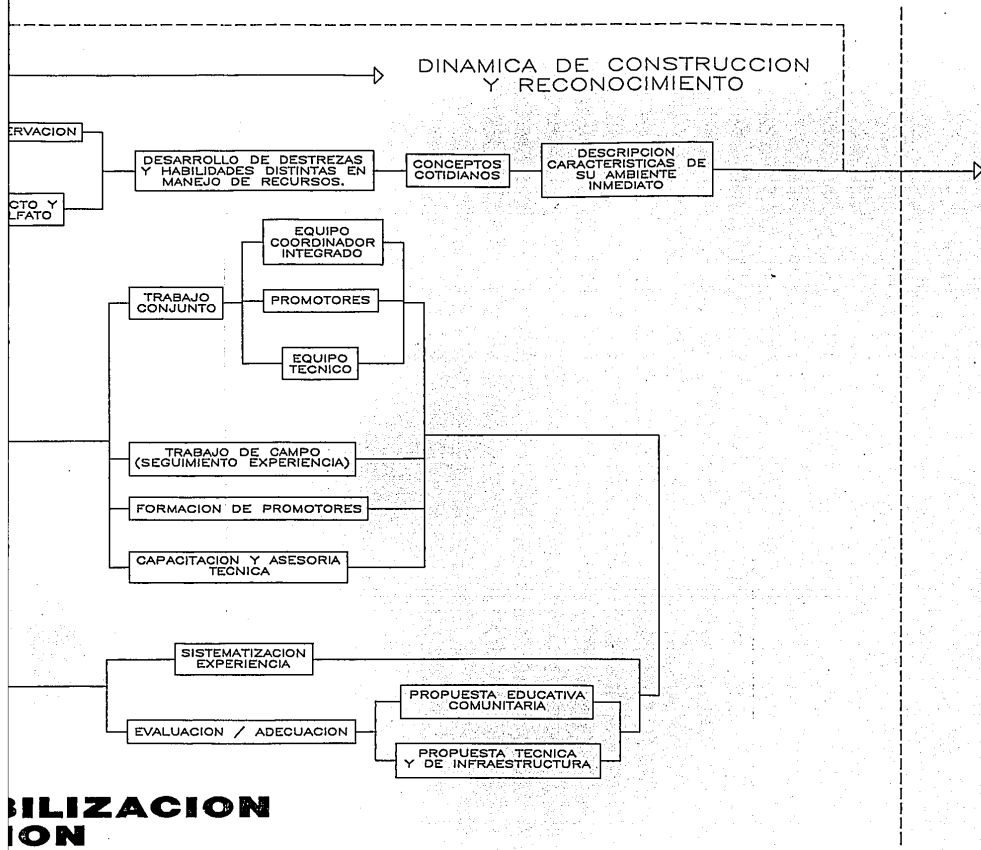 DINAMICA DE CONSTRUCCION
Y RECONOCIMIENTO
ERVACION
CTO Y
LFATO
DESARROLLO DE DESTREZAS
Y HABILIDADES DISTINTAS EN
MANEJO DE RECURSOS.
CONCEPTOS
COTIDIANOS
DESCRIPCION
CARACTERISTICAS DE
SU AMBIENTE
INMEDIATO
EQUIPO
COORDINADOR
INTEGRADO
TRABAJO
CONJUNTO
PROMOTORES
EQUIPO
TECNICO
TRABAJO DE CAMPO
(SEGUIMIENTO EXPERIENCIA)
FORMACION DE PROMOTORES
CAPACITACION Y ASESORIA
TECNICA
SISTEMATIZACION
EXPERIENCIA
PROPUESTA EDUCATIVA
COMUNITARIA
EVALUACION / ADECUACION
PROPUESTA TECNICA
Y DE INFRAESTRUCTURA
BILIZACION
ION